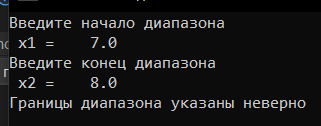 Введите начало диапазона
x1 =    7.0
Введите конец диапазона
x2 =    8.0
Границы диапазона указаны неверно